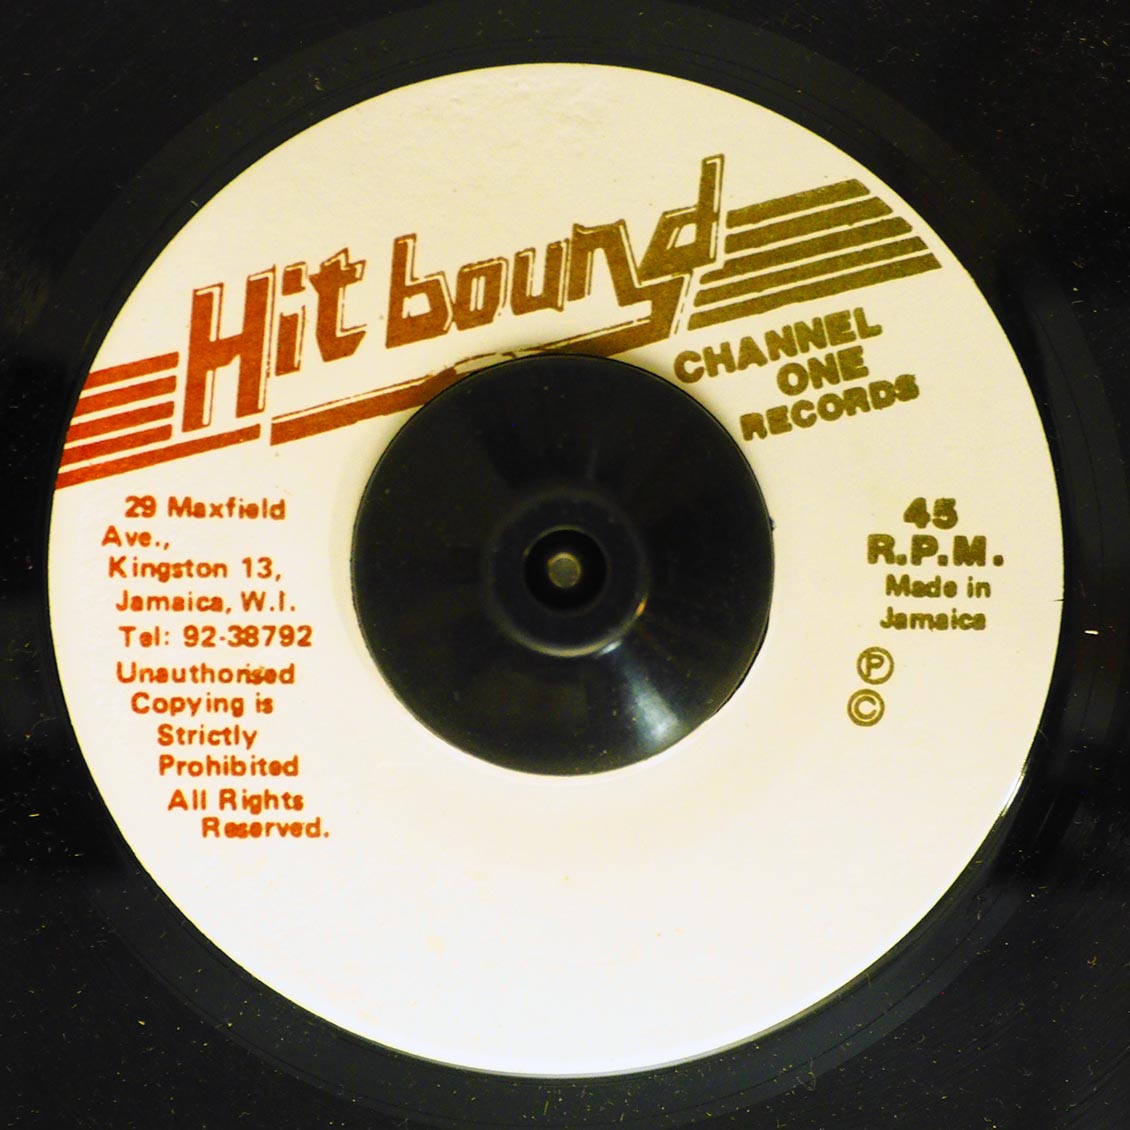 Hit bound
CHANNEL
ONE
RECORDS
29 Maxfield
Ave.,
Kingston 13,
Jamaica, W.I.
Tel: 92-38792
Unauthorised
Copying is
Strictly
Prohibited
All Rights
Reserved.
45
R.P.M.
Made in
Jamaica
Ⓟ
©